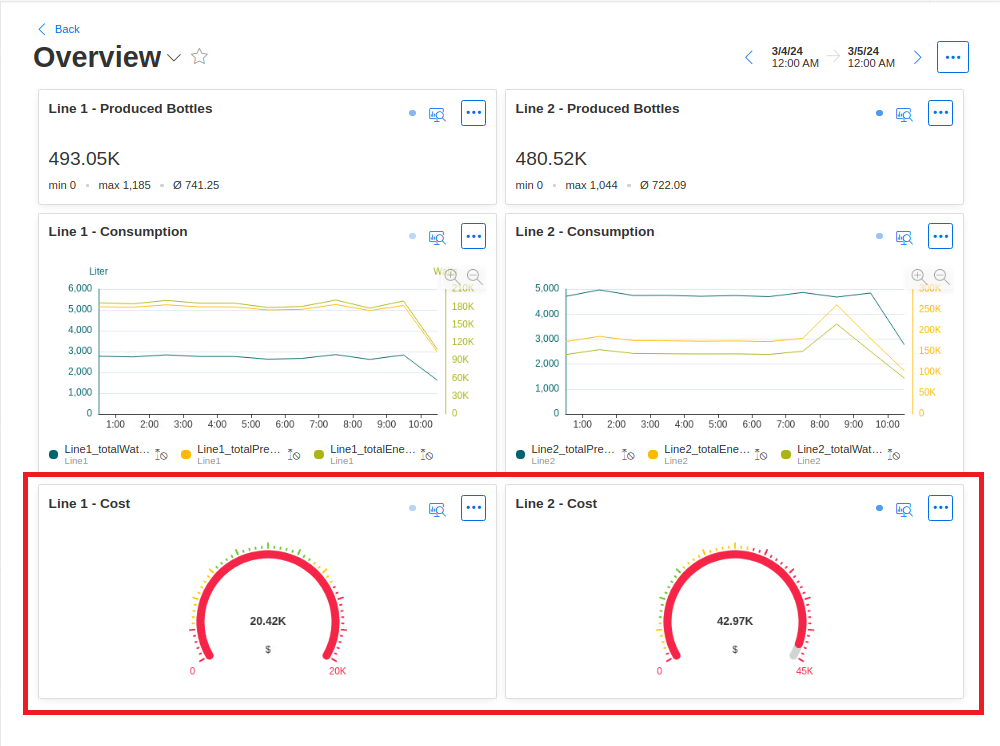 Back
Overview
3/4/24
12:00 AM
3/5/24
12:00 AM
Line 1 - Produced Bottles
493.05K
min 0 • max 1,185 • Ø 741.25
Line 2 - Produced Bottles
480.52K
min 0 • max 1,044 • Ø 722.09
Line 1 - Consumption
Liter
6,000
5,000
4,000
3,000
2,000
1,000
0
210K
180K
150K
120K
90K
60K
30K
0
1:00 2:00 3:00 4:00 5:00 6:00 7:00 8:00 9:00 10:00
Line1_totalWat... Line1_totalPre... Line1_totalEne...
Line1 Line1 Line1
Line 2 - Consumption
5,000
4,000
3,000
2,000
1,000
0
300K
250K
200K
150K
100K
50K
0
1:00 2:00 3:00 4:00 5:00 6:00 7:00 8:00 9:00 10:00
Line2_totalPre... Line2_totalEne... Line2_totalWat...
Line2 Line2 Line2
Line 1 - Cost
20.42K
$
0 20K
Line 2 - Cost
42.97K
$
0 45K